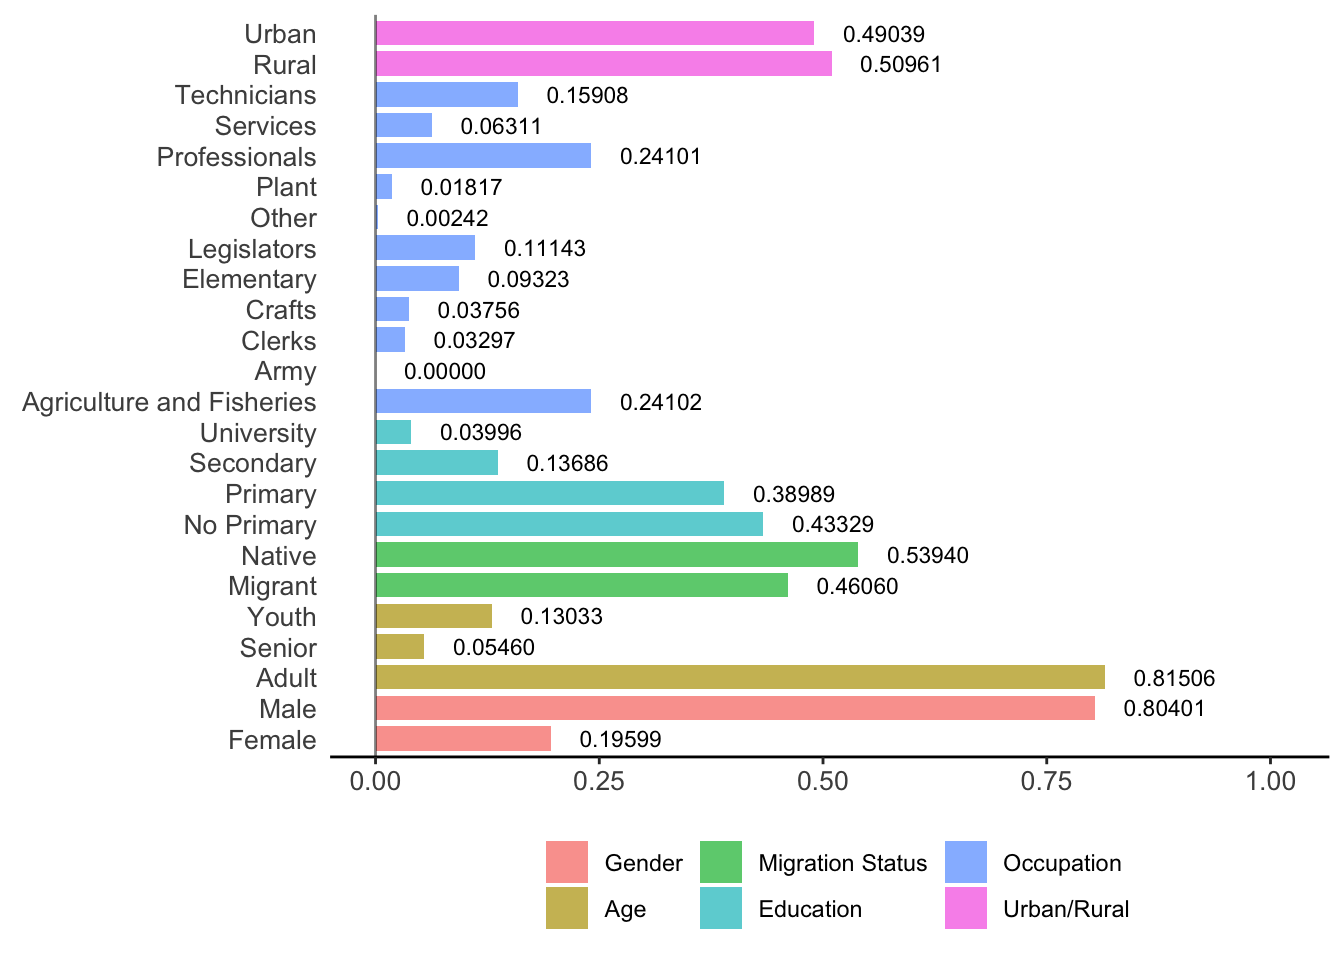 Urban 0.49039
Rural 0.50961
Technicians 0.15908
Services 0.06311
Professionals 0.24101
Plant 0.01817
Other 0.00242
Legislators 0.11143
Elementary 0.09323
Crafts 0.03756
Clerks 0.03297
Army 0.00000
Agriculture and Fisheries 0.24102
University 0.03996
Secondary 0.13686
Primary 0.38989
No Primary 0.43329
Native 0.53940
Migrant 0.46060
Youth 0.13033
Senior 0.05460
Adult 0.81506
Male 0.80401
Female 0.19599
0.00 0.25 0.50 0.75 1.00
Gender Migration Status Occupation
Age Education Urban/Rural